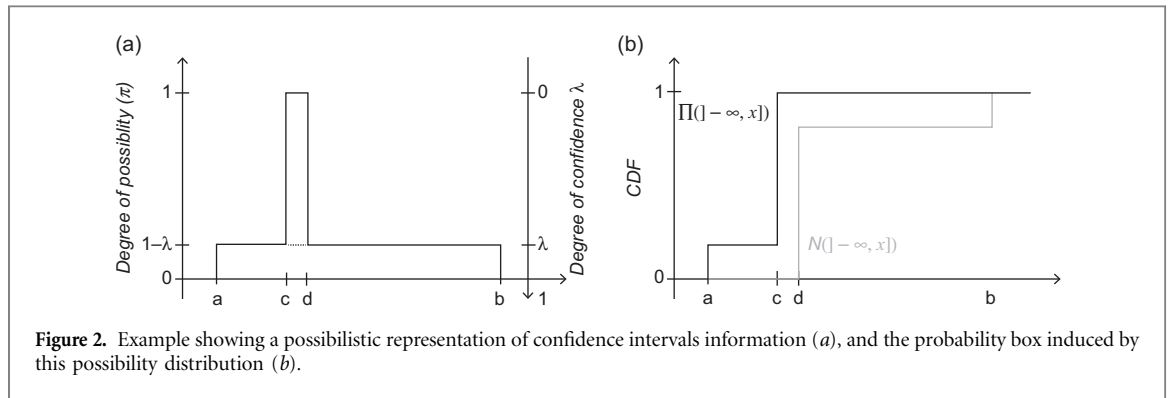 (a)
Degree of possiblity (π)
1
1–λ
0
a
c
d
b
0
λ
1
Degree of confidence λ
(b)
CDF
1
0
Π(]−∞, x])
N(]−∞, x])
a
c
d
b
Figure 2. Example showing a possibilistic representation of confidence intervals information (a), and the probability box induced by
this possibility distribution (b).